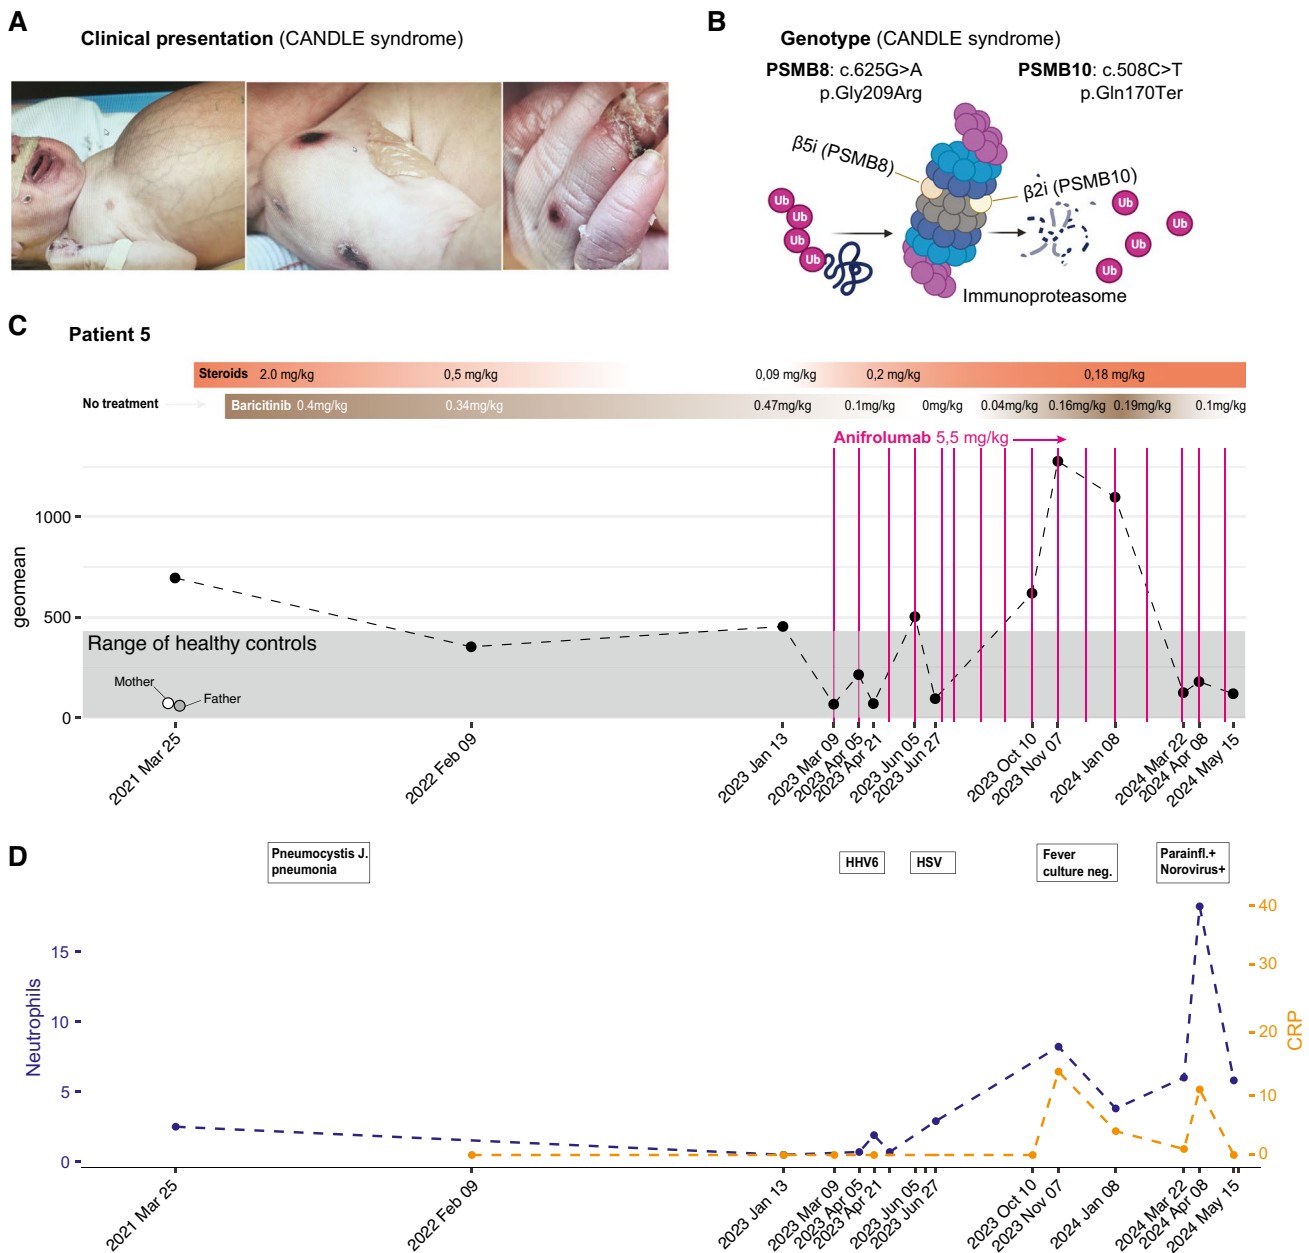 A
Clinical presentation (CANDLE syndrome)
B
Genotype (CANDLE syndrome)
PSMB8: c.625G>A
p.Gly209Arg
PSMB10: c.508C>T
p.Gln170Ter
β5i (PSMB8)
β2i (PSMB10)
Ub
Ub
Ub
Ub
Ub
Ub
Ub
Ub
Immunoproteasome
C
Patient 5
Steroids 2.0 mg/kg 0,5 mg/kg 0,09 mg/kg 0,2 mg/kg 0,18 mg/kg
No treatment
Baricitinib 0.4mg/kg 0.34mg/kg 0.47mg/kg 0.1mg/kg 0mg/kg 0.04mg/kg 0.16mg/kg 0.19mg/kg 0.1mg/kg
Anifrolumab 5,5 mg/kg
geomean
1000
500
0
Range of healthy controls
Mother
Father
2021 Mar 25
2022 Feb 09
2023 Jan 13
2023 Mar 09
2023 Apr 05
2023 Apr 21
2023 Jun 05
2023 Jun 27
2023 Oct 10
2023 Nov 07
2024 Jan 08
2024 Mar 22
2024 Apr 08
2024 May 15
D
Pneumocystis J.
pneumonia
HHV6
HSV
Fever
culture neg.
Parainfl.+
Norovirus+
Neutrophils
15
10
5
0
40
30
20
10
0
CRP
2021 Mar 25
2022 Feb 09
2023 Jan 13
2023 Mar 09
2023 Apr 05
2023 Apr 21
2023 Jun 05
2023 Jun 27
2023 Oct 10
2023 Nov 07
2024 Jan 08
2024 Mar 22
2024 Apr 08
2024 May 15